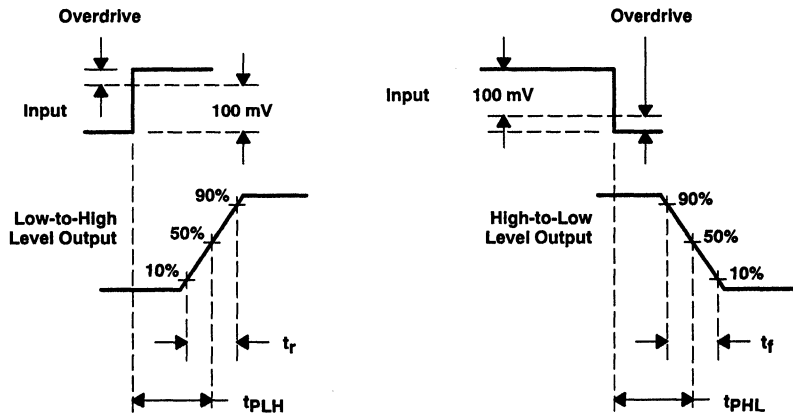 Overdrive
Input
100 mV
Low-to-High
Level Output
90%
50%
10%
tr
tPLH
Overdrive
Input
100 mV
High-to-Low
Level Output
90%
50%
10%
tf
tPHL